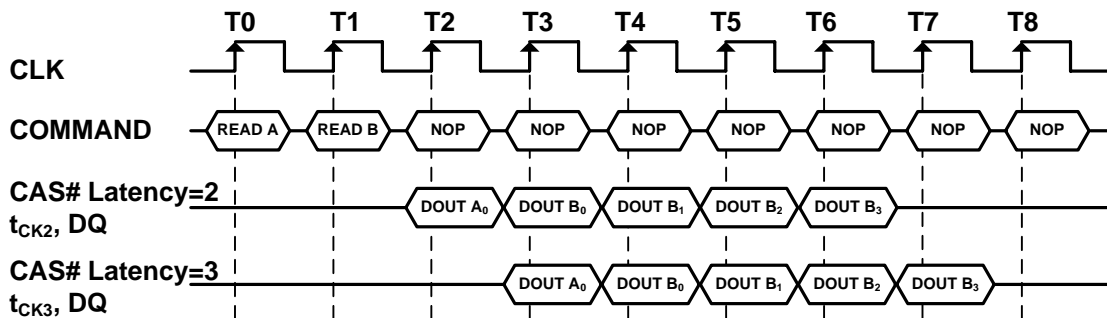 T0 T1 T2 T3 T4 T5 T6 T7 T8
CLK
COMMAND READ A READ B NOP NOP NOP NOP NOP NOP NOP
CAS# Latency=2
tCK2, DQ DOUT A0 DOUT B0 DOUT B1 DOUT B2 DOUT B3
CAS# Latency=3
tCK3, DQ DOUT A0 DOUT B0 DOUT B1 DOUT B2 DOUT B3